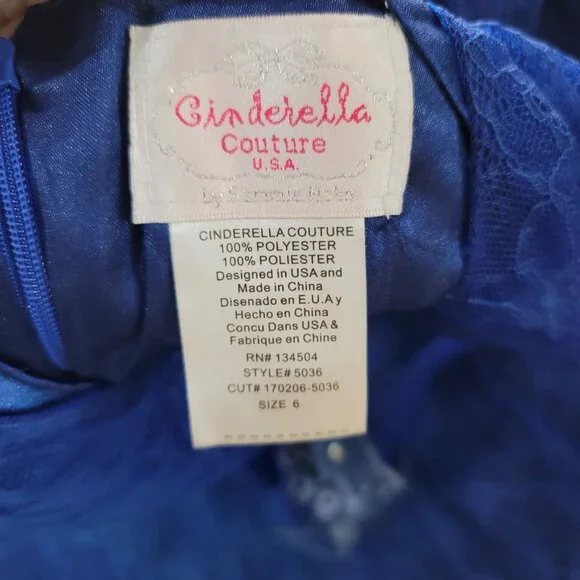 Cinderella
Couture
U.S.A.
by
CINDERELLA COUTURE
100% POLYESTER
100% POLIESTER
Designed in USA and
Made in China
Disenado en E.U.A y
Hecho en China
Concu Dans USA &
Fabrique en Chine
RN# 134504
STYLE# 5036
CUT# 170206-5036
SIZE 6